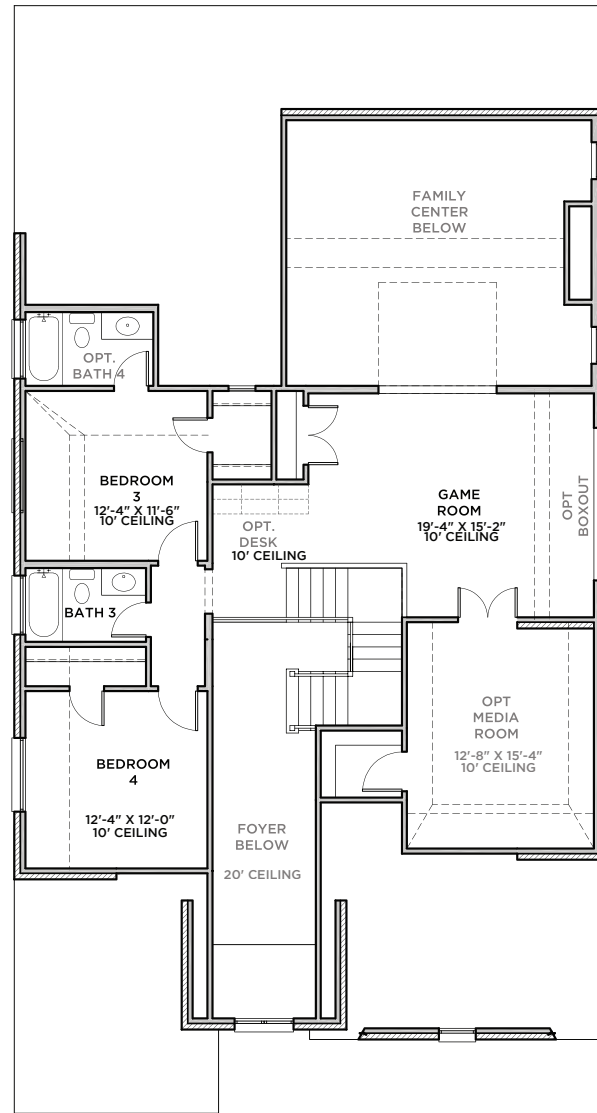 FAMILY
CENTER
BELOW
OPT.
BATH 4
BEDROOM
3
12'-4" X 11'-6"
10' CEILING
GAME
ROOM
19'-4" X 15'-2"
10' CEILING
OPT
BOXOUT
OPT.
DESK
10' CEILING
BATH 3
OPT
MEDIA
ROOM
12'-8" X 15'-4"
10' CEILING
BEDROOM
4
12'-4" X 12'-0"
10' CEILING
FOYER
BELOW
20' CEILING